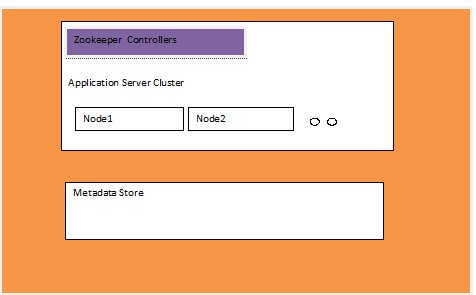 Zookeeper Controllers
Application Server Cluster
Node1 Node2
Metadata Store